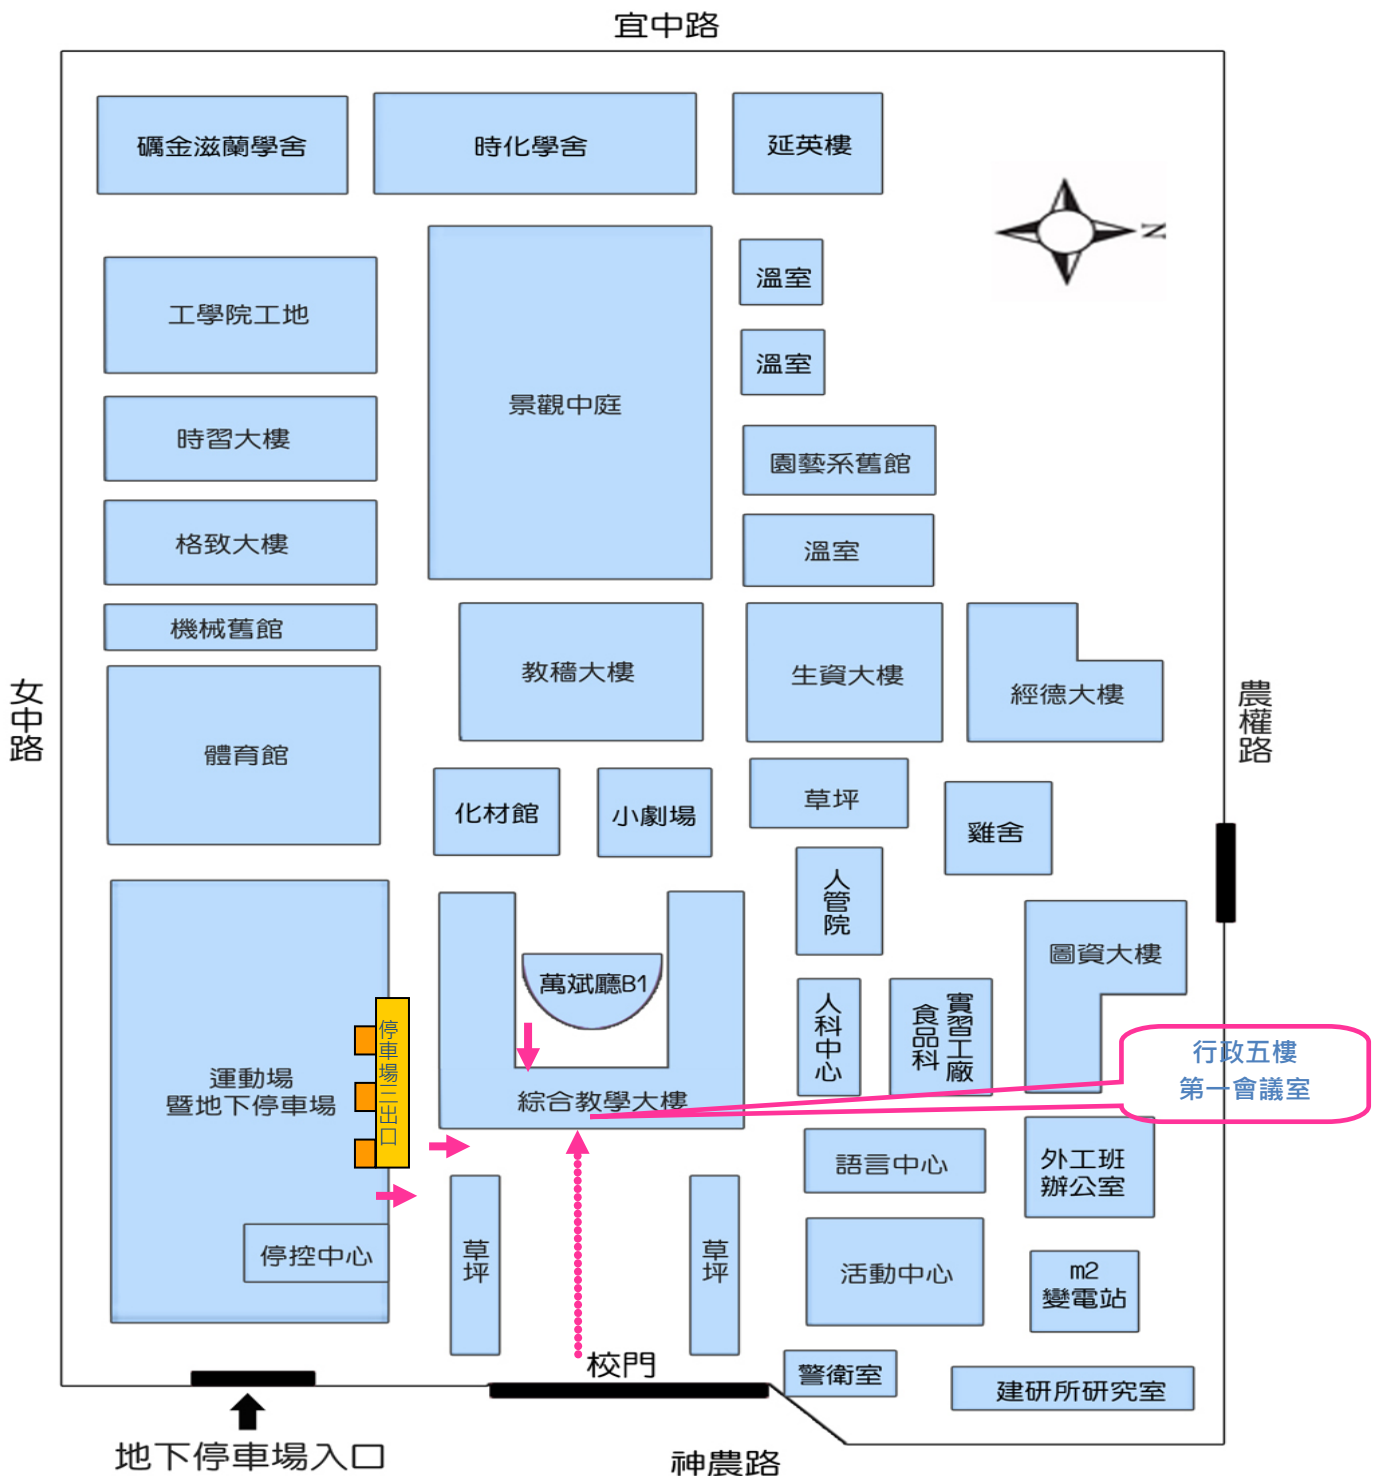 宜中路
礪金滋蘭學舍
時化學舍
延英樓
N
溫室
工學院工地
溫室
景觀中庭
時習大樓
園藝系舊館
格致大樓
溫室
機械舊館
教穡大樓
生資大樓
經德大樓
女中路
農權路
體育館
草坪
化材館
小劇場
雞舍
人管院
圖資大樓
萬斌廳B1
人科中心
食品科
實習工廠
停車場三出口
行政五樓
第一會議室
運動場
暨地下停車場
綜合教學大樓
語言中心
外工班
辦公室
草坪
草坪
停控中心
活動中心
m2
變電站
校門
警衛室
建研所研究室
地下停車場入口
神農路